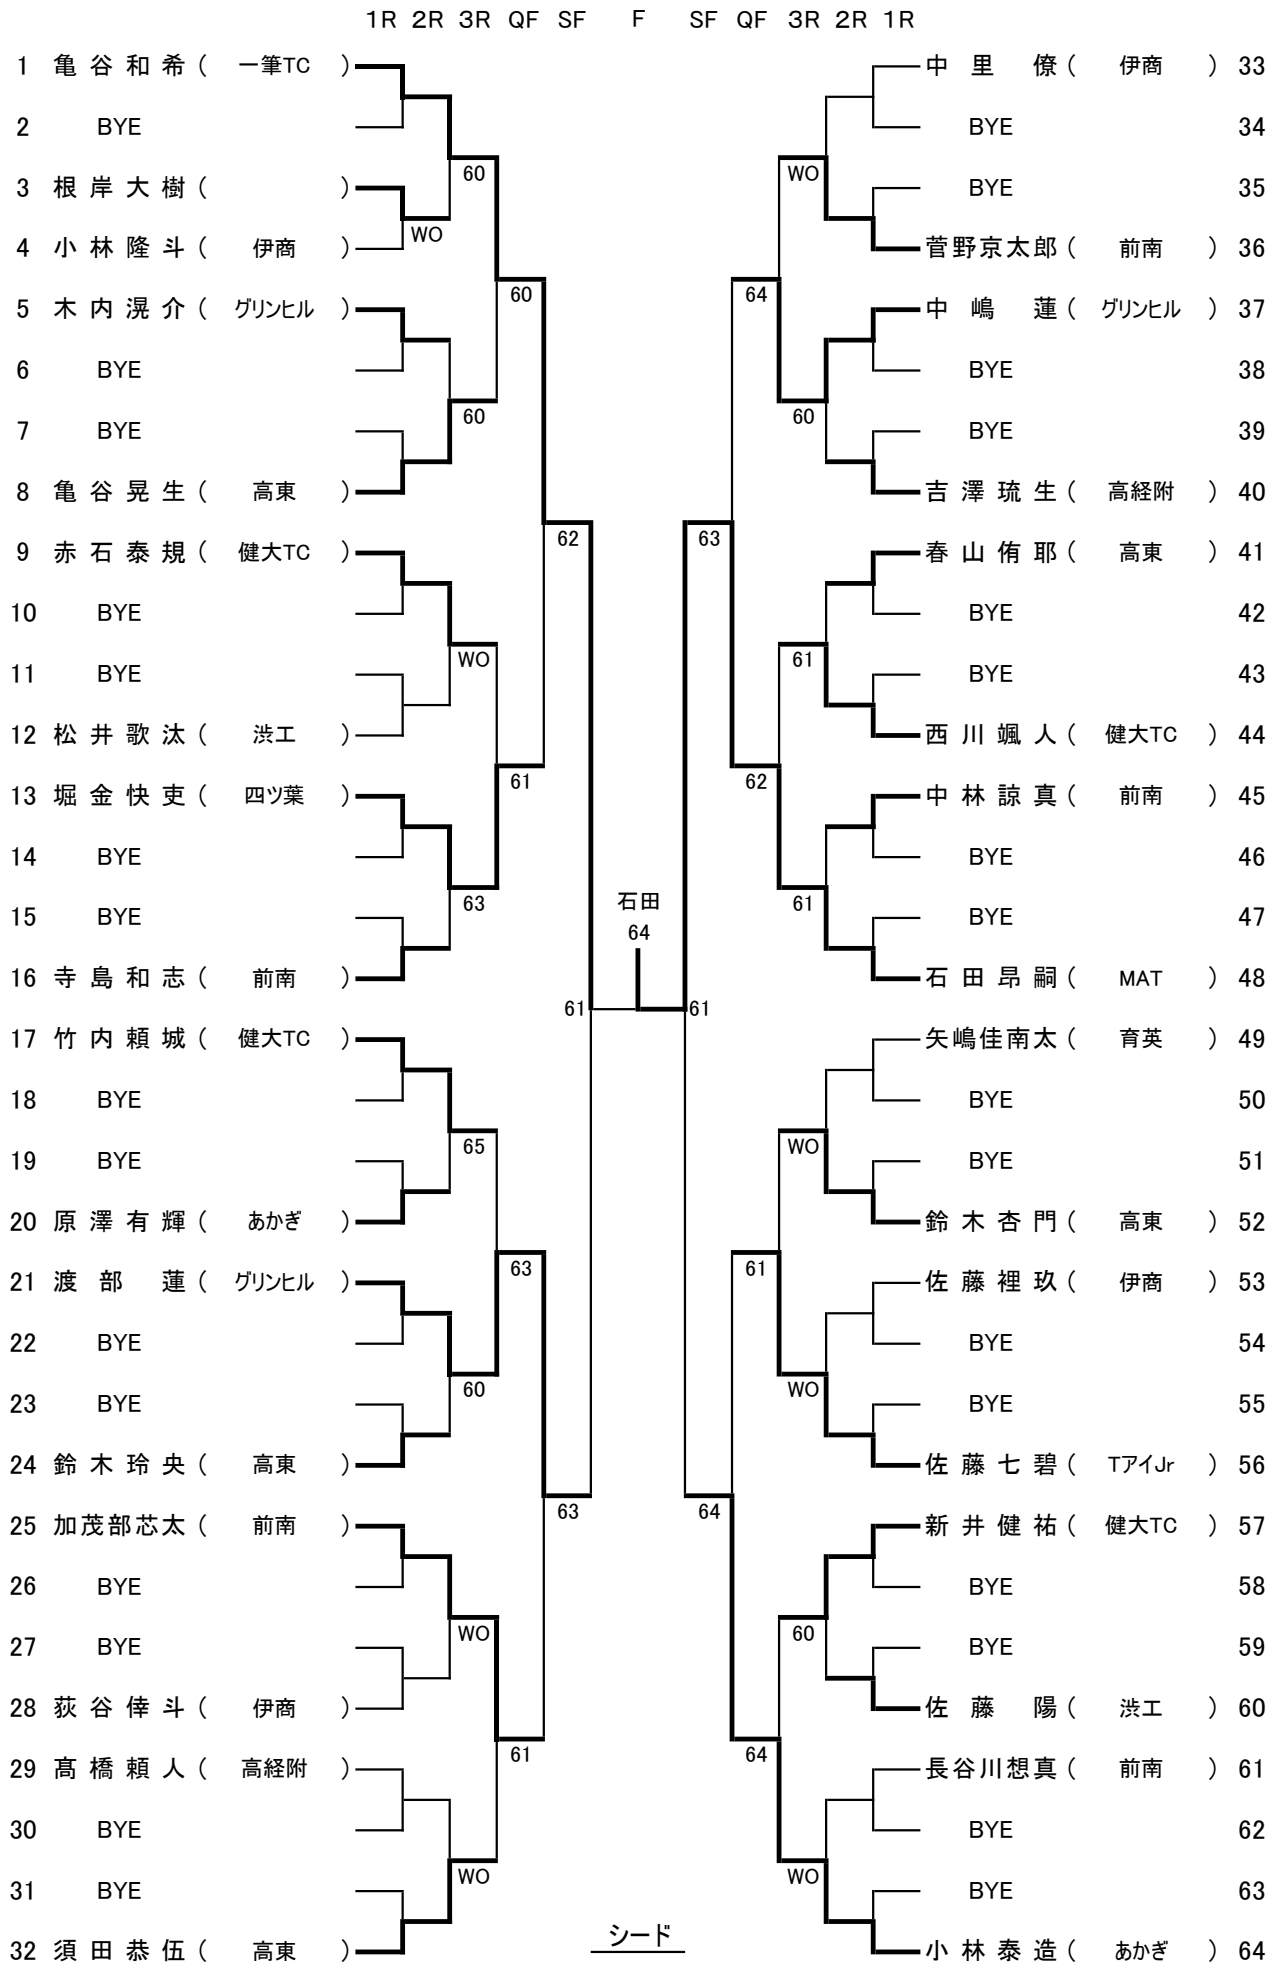 1R 2R 3R QF SF F SF QF 3R 2R 1R
1 亀谷和希 ( 一筆TC ) 中里 僚 ( 伊商 ) 33
2 BYE BYE 34
60 WO
3 根岸大樹 ( ) BYE 35
WO
4 小林隆斗 ( 伊商 ) 菅野京太郎 ( 前南 ) 36
60 64
5 木内滉介 ( グリンヒル ) 中嶋 蓮 ( グリンヒル ) 37
6 BYE BYE 38
60 60
7 BYE BYE 39
8 亀谷晃生 ( 高東 ) 吉澤琉生 ( 高経附 ) 40
62 63
9 赤石泰規 ( 健大TC ) 春山侑耶 ( 高東 ) 41
10 BYE BYE 42
WO 61
11 BYE BYE 43
12 松井歌汰 ( 渋工 ) 西川颯人 ( 健大TC ) 44
61 62
13 堀金快吏 ( 四ツ葉 ) 中林諒真 ( 前南 ) 45
14 BYE BYE 46
63 石田 61
15 BYE BYE 47
64
16 寺島和志 ( 前南 ) 石田昂嗣 ( MAT ) 48
61 61
17 竹内頼城 ( 健大TC ) 矢嶋佳南太 ( 育英 ) 49
18 BYE BYE 50
65 WO
19 BYE BYE 51
20 原澤有輝 ( あかぎ ) 鈴木杏門 ( 高東 ) 52
63 61
21 渡部 蓮 ( グリンヒル ) 佐藤裡玖 ( 伊商 ) 53
22 BYE BYE 54
60 WO
23 BYE BYE 55
24 鈴木玲央 ( 高東 ) 佐藤七碧 ( TアイJr ) 56
63 64
25 加茂部芯太 ( 前南 ) 新井健祐 ( 健大TC ) 57
26 BYE BYE 58
WO 60
27 BYE BYE 59
28 荻谷倖斗 ( 伊商 ) 佐藤 陽 ( 渋工 ) 60
61 64
29 髙橋頼人 ( 高経附 ) 長谷川想真 ( 前南 ) 61
30 BYE BYE 62
WO WO
31 BYE BYE 63
シード
32 須田恭伍 ( 高東 ) 小林泰造 ( あかぎ ) 64